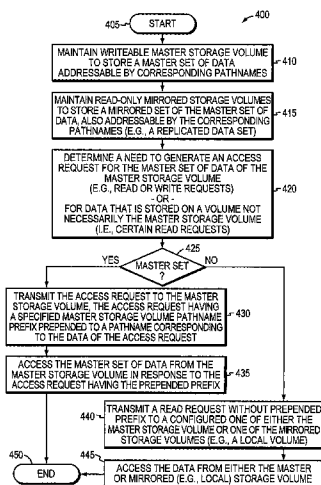 400
405
START
MAINTAIN WRITEABLE MASTER STORAGE VOLUME
TO STORE A MASTER SET OF DATA
ADDRESSABLE BY CORRESPONDING PATHNAMES
410
MAINTAIN READ-ONLY MIRRORED STORAGE VOLUMES
TO STORE A MIRRORED SET OF THE MASTER SET OF
DATA, ALSO ADDRESSABLE BY THE CORRESPONDING
PATHNAMES (E.G., A REPLICATED DATA SET)
415
DETERMINE A NEED TO GENERATE AN ACCESS
REQUEST FOR THE MASTER SET OF DATA OF THE
MASTER STORAGE VOLUME
(E.G., READ OR WRITE REQUESTS)
- OR -
FOR DATA THAT IS STORED ON A VOLUME NOT
NECESSARILY THE MASTER STORAGE VOLUME
(I.E., CERTAIN READ REQUESTS)
420
425
YES
MASTER SET
?
NO
TRANSMIT THE ACCESS REQUEST TO THE MASTER
STORAGE VOLUME, THE ACCESS REQUEST HAVING
A SPECIFIED MASTER STORAGE VOLUME PATHNAME
PREFIX PREPENDED TO A PATHNAME CORRESPONDING
TO THE DATA OF THE ACCESS REQUEST
430
ACCESS THE MASTER SET OF DATA FROM THE
MASTER STORAGE VOLUME IN RESPONSE TO THE
ACCESS REQUEST HAVING THE PREPENDED PREFIX
435
440
TRANSMIT A READ REQUEST WITHOUT PREPENDED
PREFIX TO A CONFIGURED ONE OF EITHER THE
MASTER STORAGE VOLUME OR ONE OF THE MIRRORED
STORAGE VOLUMES (E.G., A LOCAL VOLUME)
450
END
445
ACCESS THE DATA FROM EITHER THE MASTER
OR MIRRORED (E.G., LOCAL) STORAGE VOLUME